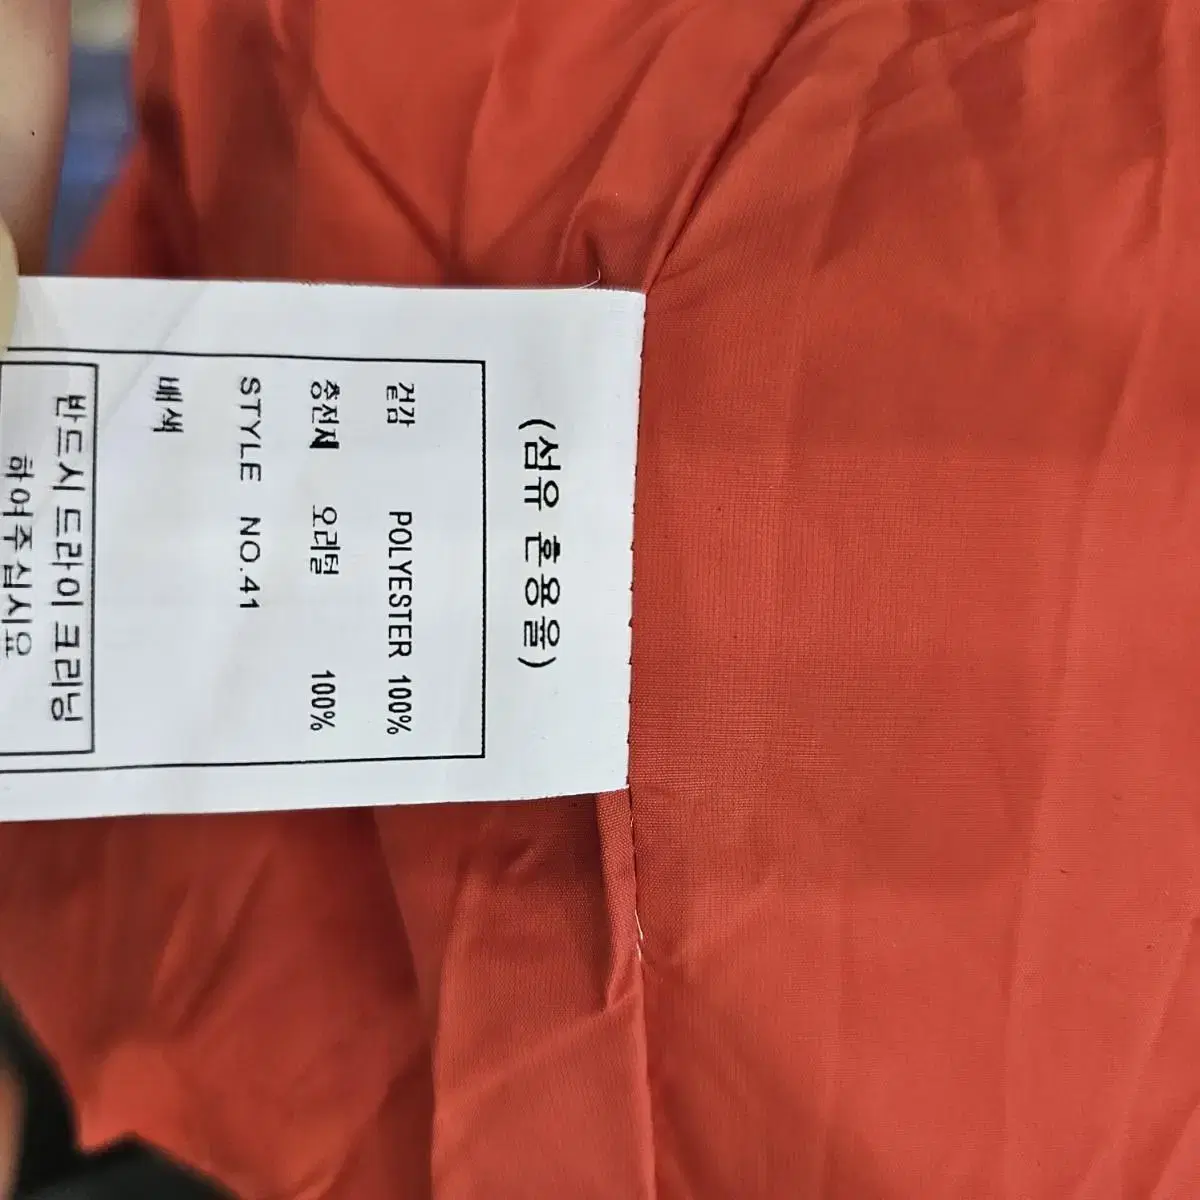 (섬유 혼용율)
겉감 POLYESTER 100%
충전재 오리털 100%
STYLE NO.41
배색
반드시 드라이 크리닝
하여주십시요